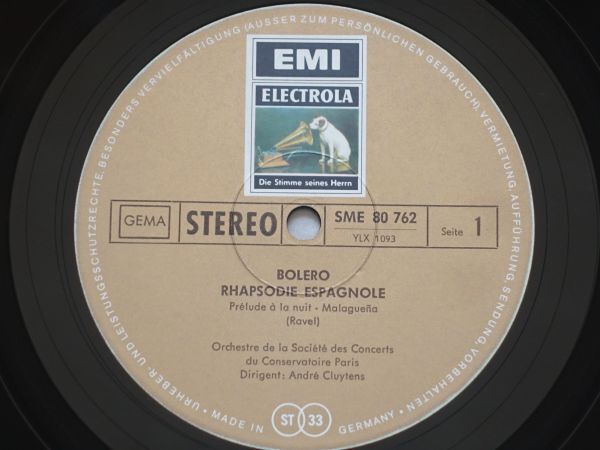 URHEBER- UND LEISTUNGSSCHUTZRECHTE, BESONDERS VERVIELFÄLTIGUNG (AUSSER ZUM PERSÖNLICHEN GEBRAUCH), VERMIETUNG, AUFFÜHRUNG, SENDUNG, VORBEHALTEN
EMI
ELECTROLA
Die Stimme seines Herrn
GEMA
STEREO
SME 80 762
YLX 1093
Seite 1
BOLERO
RHAPSODIE ESPAGNOLE
Prélude à la nuit - Malagueña
(Ravel)
Orchestre de la Société des Concerts
du Conservatoire Paris
Dirigent: André Cluytens
• MADE IN ST 33 GERMANY •